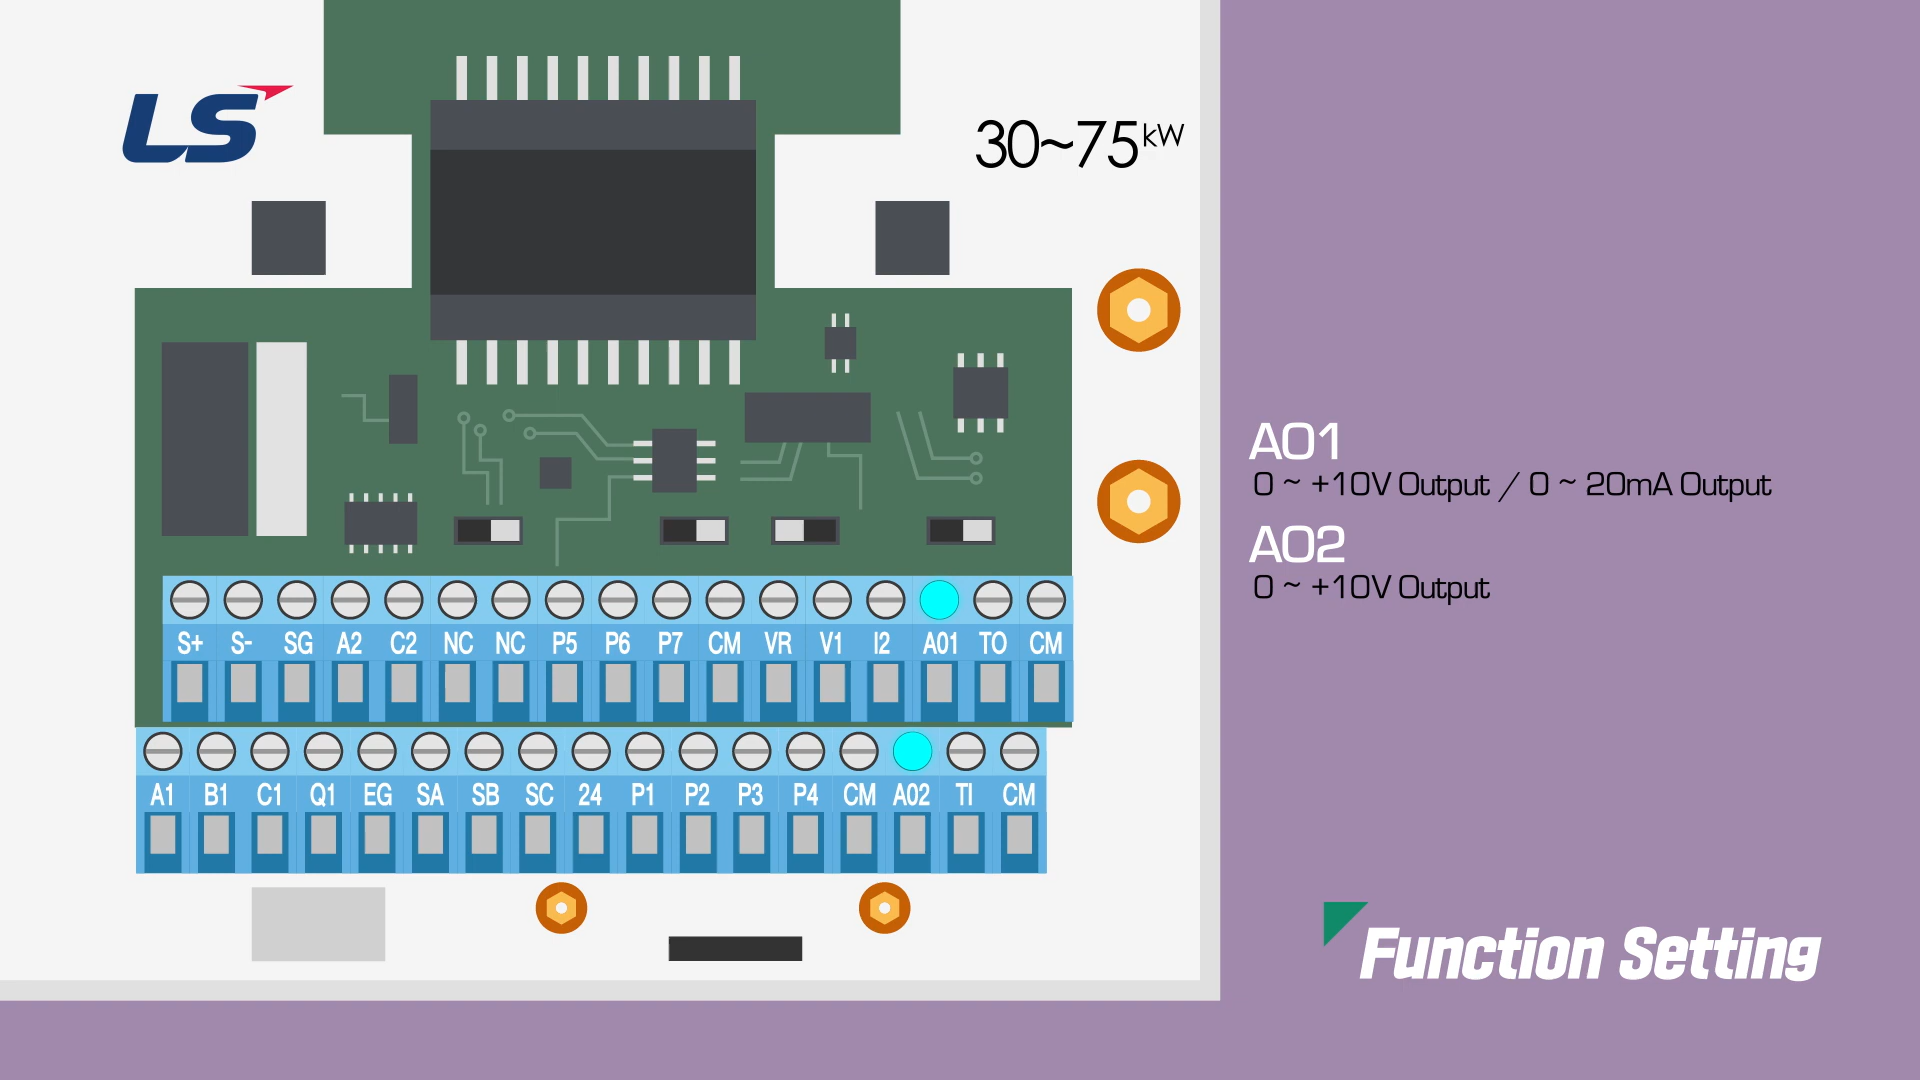 LS
30~75kW
AO1
0 ~ +10V Output / 0 ~ 20mA Output
AO2
0 ~ +10V Output
S+ S- SG A2 C2 NC NC P5 P6 P7 CM VR V1 I2 A01 TO CM
A1 B1 C1 Q1 EG SA SB SC 24 P1 P2 P3 P4 CM A02 TI CM
Function Setting